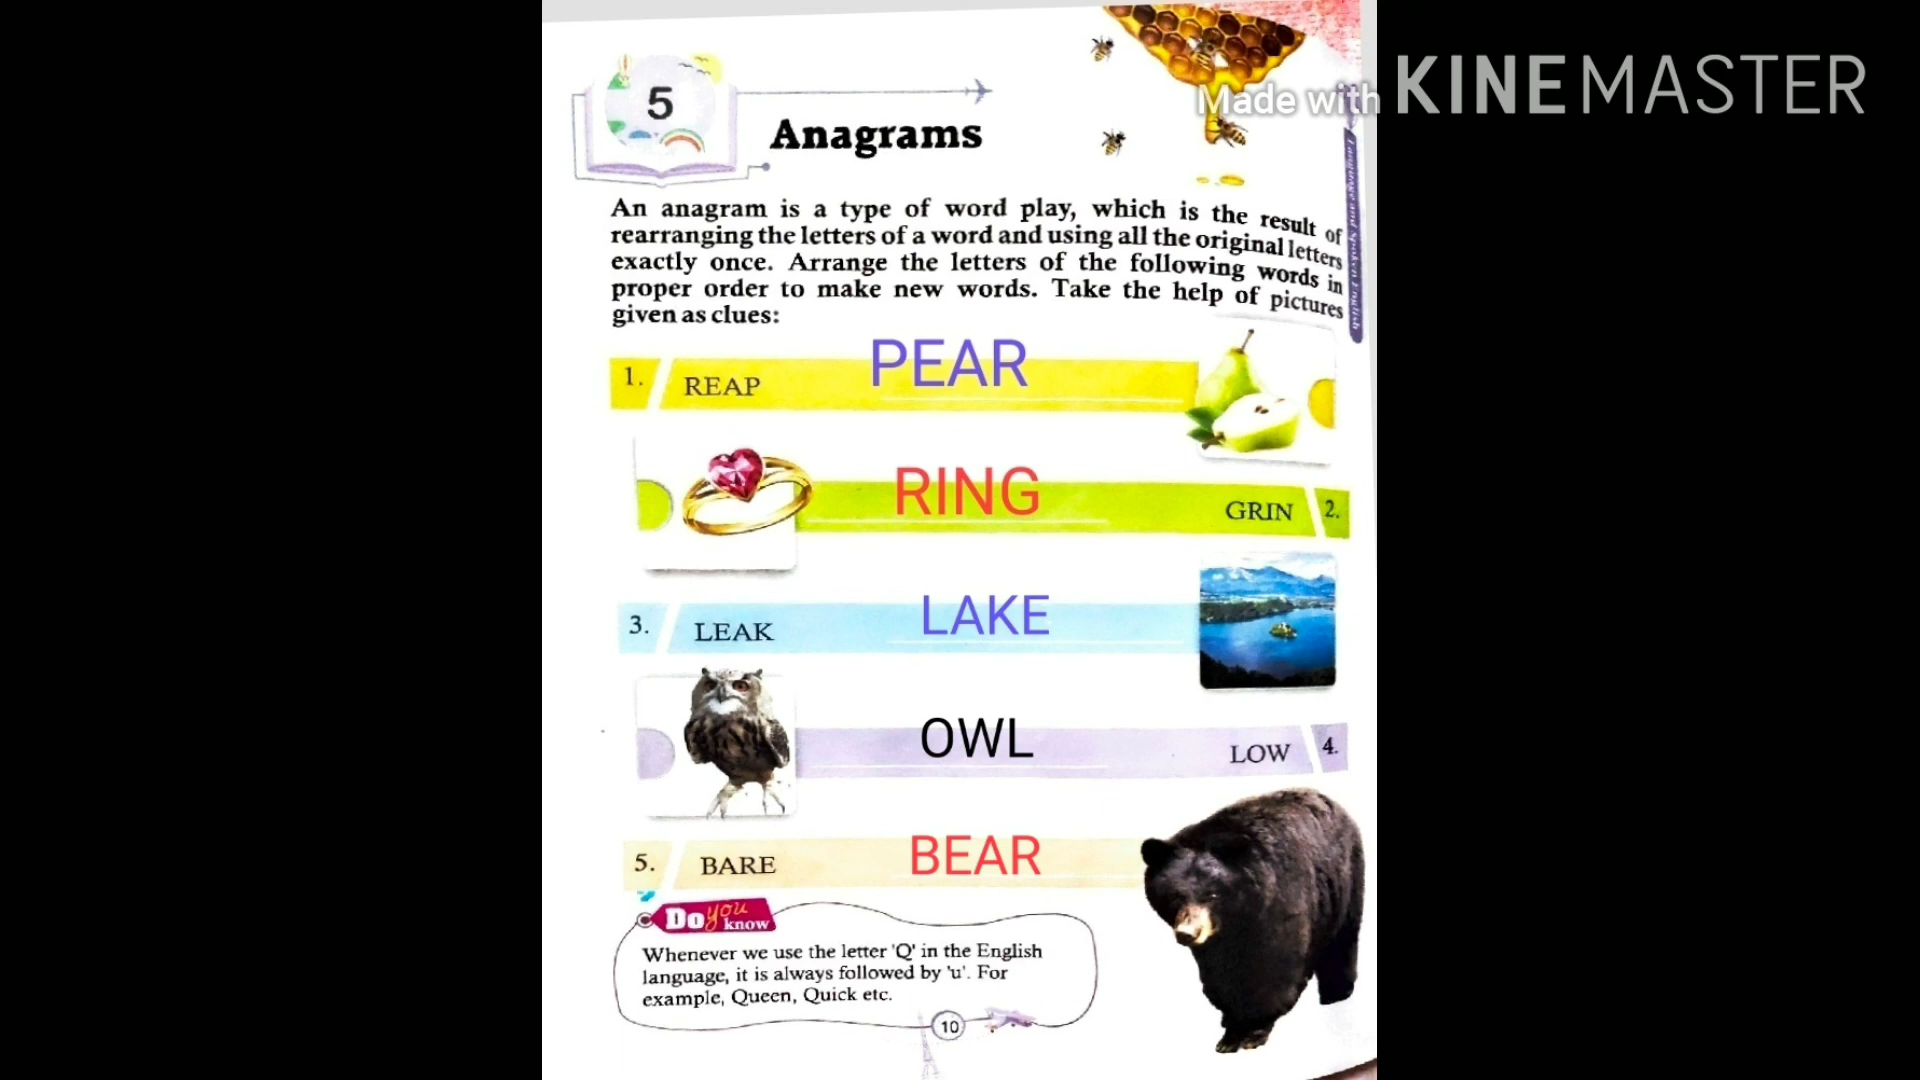 Made with KINEMASTER
5
Anagrams
Language and Spoken English
An anagram is a type of word play, which is the result of
rearranging the letters of a word and using all the original letters
exactly once. Arrange the letters of the following words in
proper order to make new words. Take the help of pictures
given as clues:
1. REAP PEAR
RING GRIN 2.
3. LEAK LAKE
OWL LOW 4.
5. BARE BEAR
Do you know
Whenever we use the letter 'Q' in the English
language, it is always followed by 'u'. For
example, Queen, Quick etc.
10